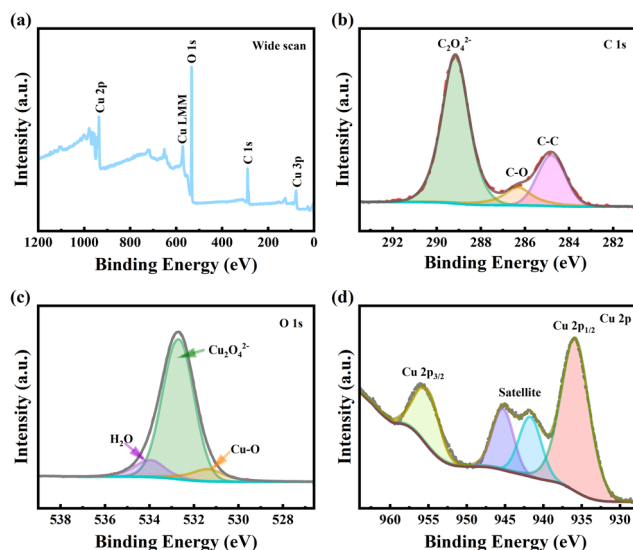 (a)
Wide scan
O 1s
Cu 2p
Cu LMM
C 1s
Cu 3p
Intensity (a.u.)
1200 1000 800 600 400 200 0
Binding Energy (eV)
(b)
C 1s
C₂O₄²⁻
C-C
C-O
Intensity (a.u.)
292 290 288 286 284 282
Binding Energy (eV)
(c)
O 1s
Cu₂O₄²⁻
H₂O
Cu-O
Intensity (a.u.)
538 536 534 532 530 528
Binding Energy (eV)
(d)
Cu 2p
Cu 2p₁/₂
Cu 2p₃/₂
Satellite
Intensity (a.u.)
960 955 950 945 940 935 930
Binding Energy (eV)